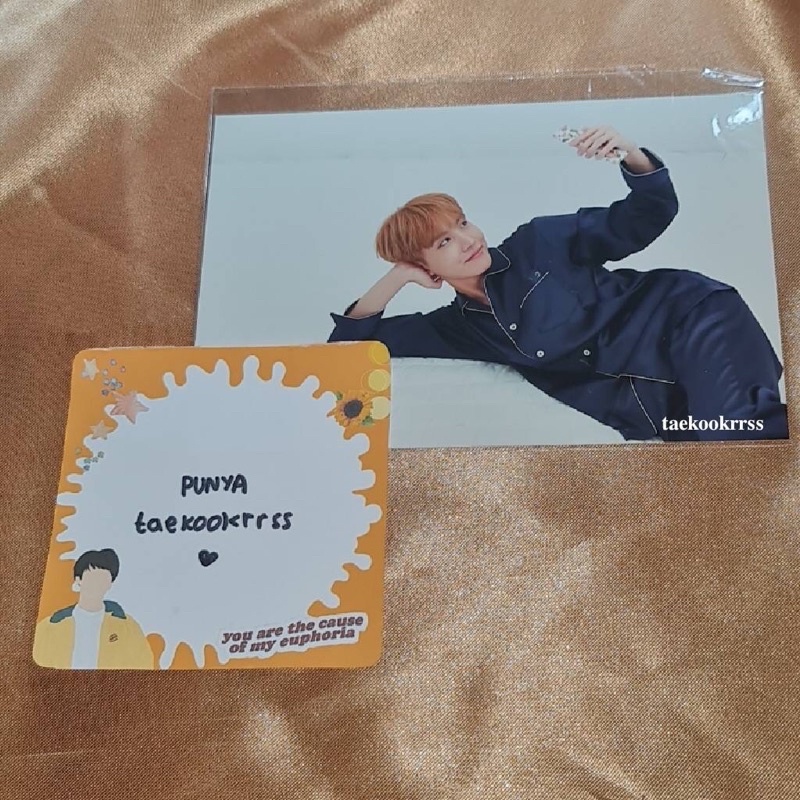 taekookrrss
PUNYA
taekookrrss
you are the cause
of my euphoria